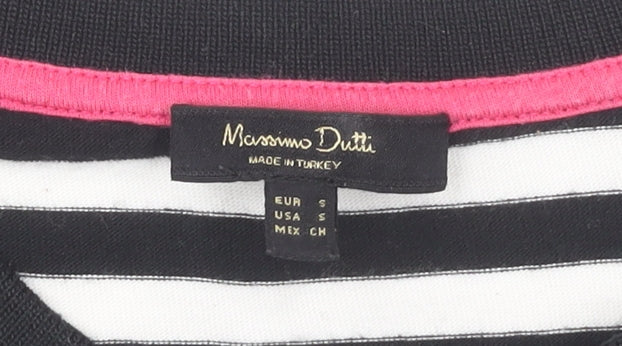 Massimo Dutti
MADE IN TURKEY
EUR S
USA S
MEX CH